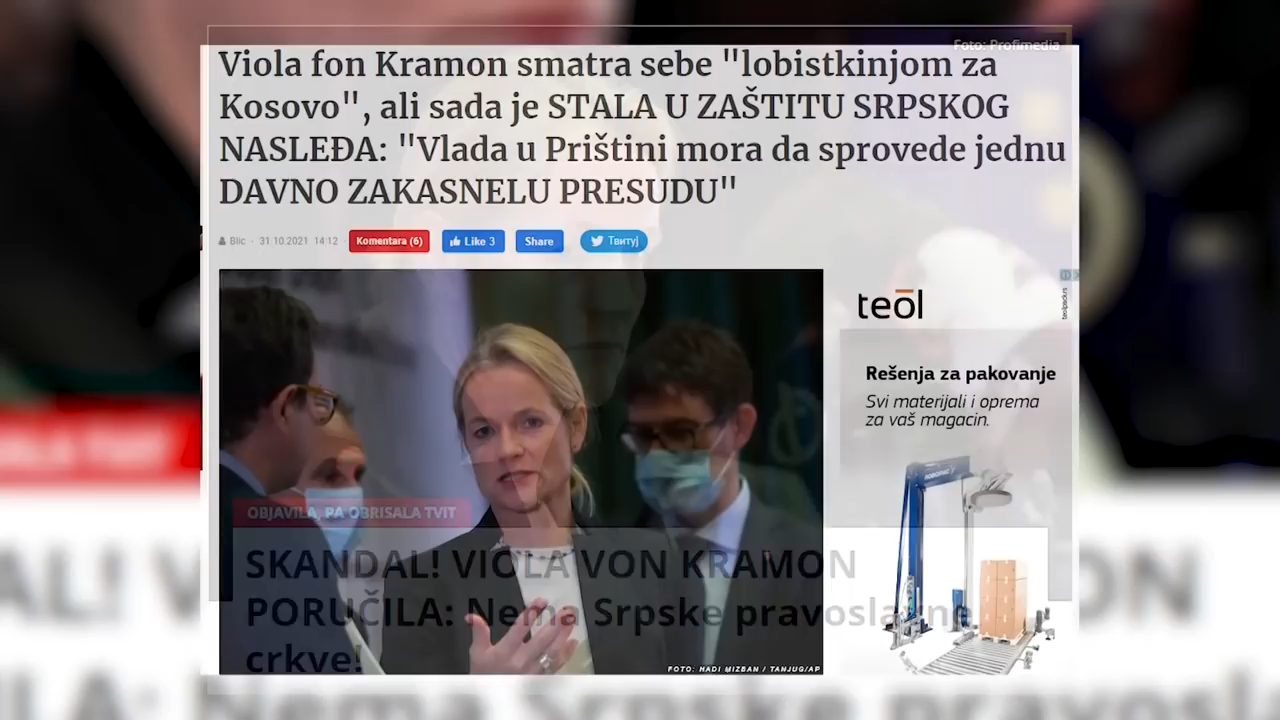 Foto: Profimedia
Viola fon Kramon smatra sebe "lobistkinjom za
Kosovo", ali sada je STALA U ZAŠTITU SRPSKOG
NASLEĐA: "Vlada u Prištini mora da sprovede jednu
DAVNO ZAKASNELU PRESUDU"
Blic · 31.10.2021 14:12 · Komentara (6) Like 3 Share Твитуј
teol
teolpack.rs
Rešenja za pakovanje
Svi materijali i oprema
za vaš magacin.
OBJAVILA, PA OBRISALA TVIT
SKANDAL! VIOLA VON KRAMON
PORUČILA: Nema Srpske pravoslavne
crkve!
FOTO: HADI MIZBAN / TANJUG/AP